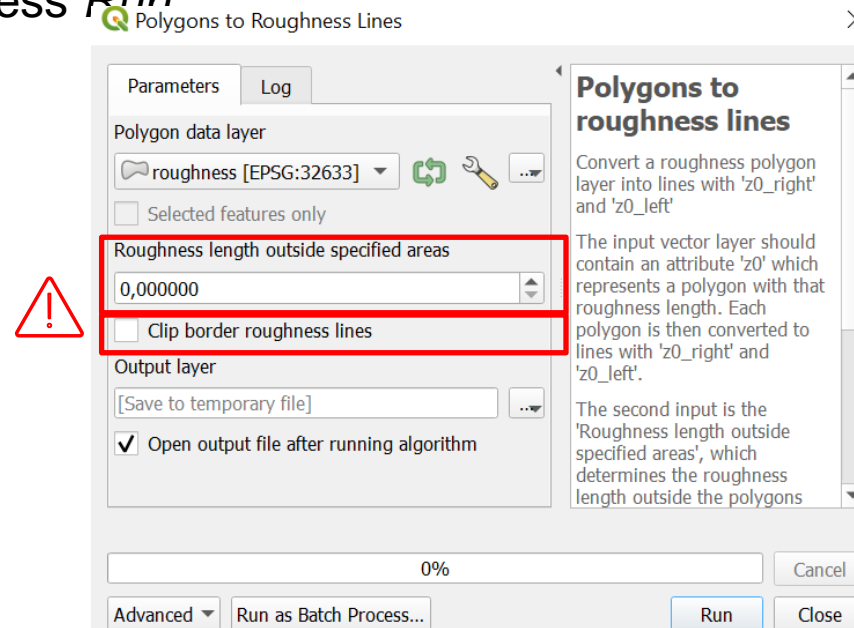 ess Run
Polygons to Roughness Lines
Parameters
Log
Polygon data layer
roughness [EPSG:32633]
...
Selected features only
Roughness length outside specified areas
0,000000
Clip border roughness lines
Output layer
[Save to temporary file]
...
Open output file after running algorithm
Polygons to
roughness lines
Convert a roughness polygon
layer into lines with 'z0_right'
and 'z0_left'
The input vector layer should
contain an attribute 'z0' which
represents a polygon with that
roughness length. Each
polygon is then converted to
lines with 'z0_right' and
'z0_left'.
The second input is the
'Roughness length outside
specified areas', which
determines the roughness
length outside the polygons
0%
Cancel
Advanced
Run as Batch Process...
Run
Close